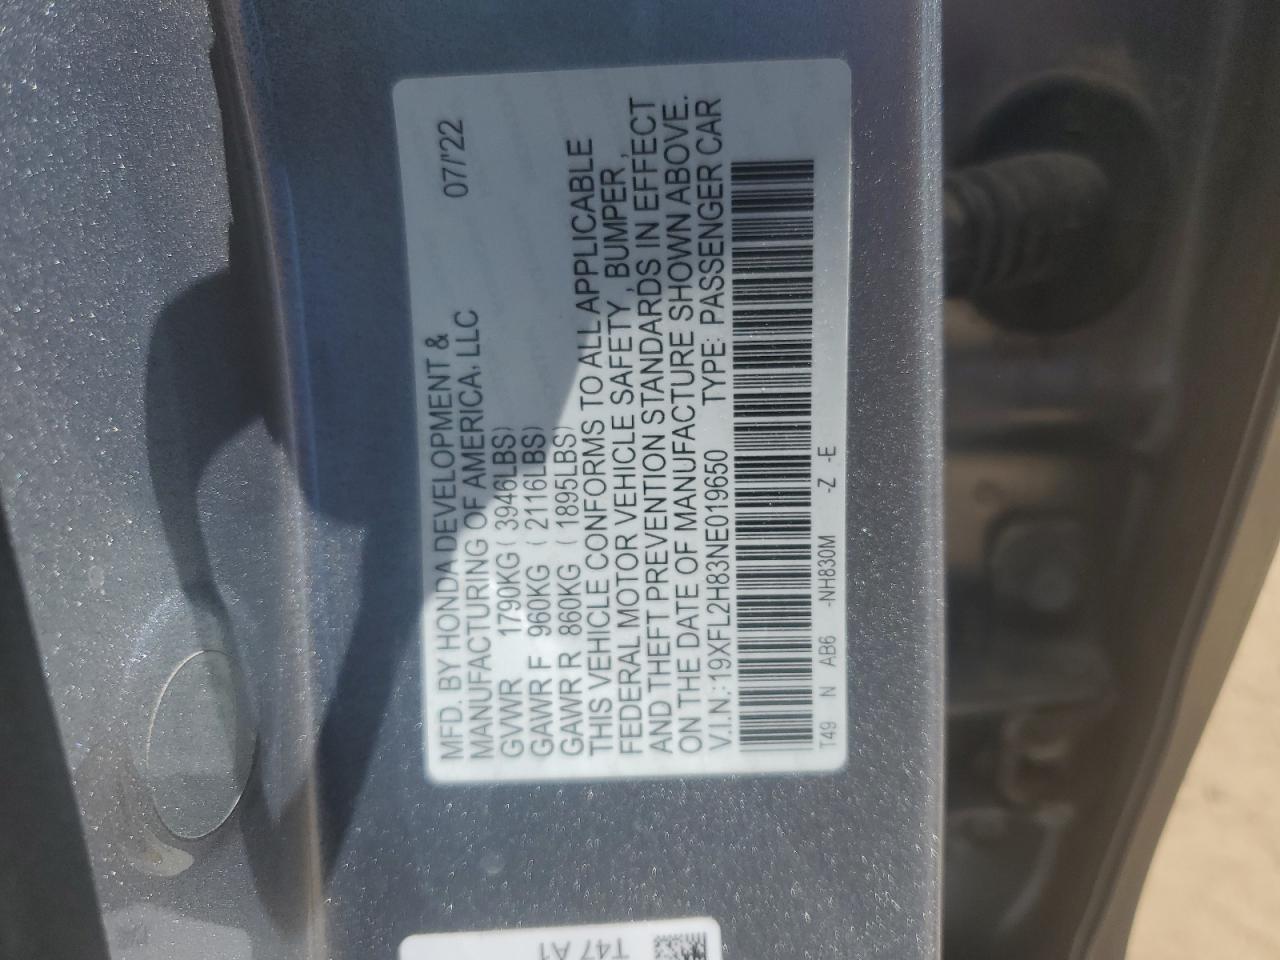 MFD. BY HONDA DEVELOPMENT &
MANUFACTURING OF AMERICA, LLC 07/'22
GVWR 1790KG ( 3946LBS)
GAWR F 960KG ( 2116LBS)
GAWR R 860KG ( 1895LBS)
THIS VEHICLE CONFORMS TO ALL APPLICABLE
FEDERAL MOTOR VEHICLE SAFETY , BUMPER,
AND THEFT PREVENTION STANDARDS IN EFFECT
ON THE DATE OF MANUFACTURE SHOWN ABOVE.
V.I.N.:19XFL2H83NE019650 TYPE: PASSENGER CAR
T49 N AB6 -NH830M -Z -E
T47 A1